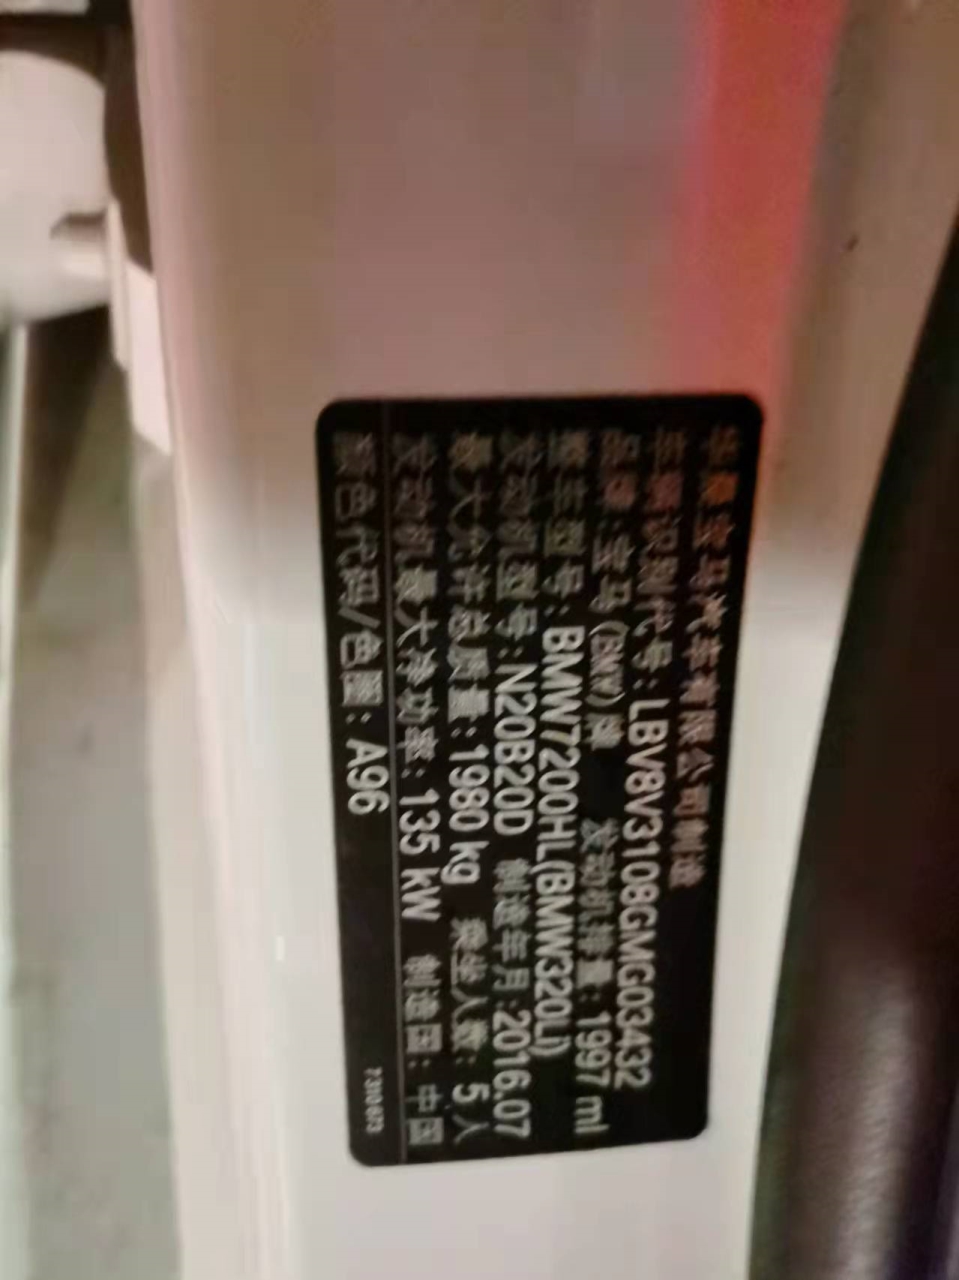 华晨宝马汽车有限公司制造
车辆识别代号：LBV8V3108GMG03432
品牌：宝马(BMW)牌 发动机排量：1997 ml
整车型号：BMW7200HL(BMW320Li)
发动机型号：N20B20D 制造年月：2016.07
最大允许总质量：1980 kg 乘坐人数：5人
发动机最大净功率：135 kW 制造国：中国
颜色代码/色圈：A96